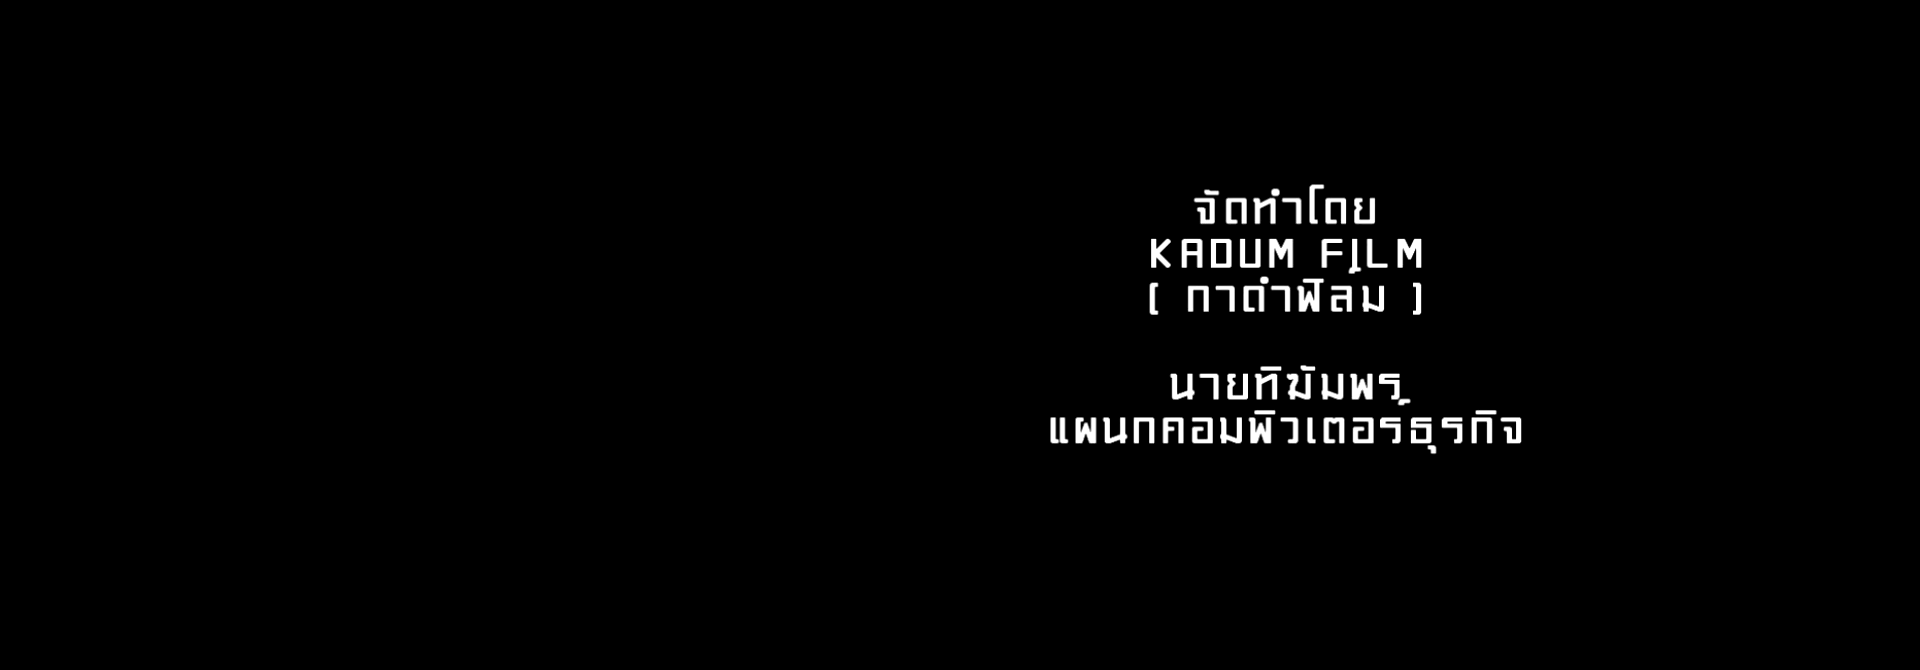 จัดทำโดย
KADUM FILM
( กาดำฟิล์ม )
นายทิฆัมพร
แผนกคอมพิวเตอร์ธุรกิจ